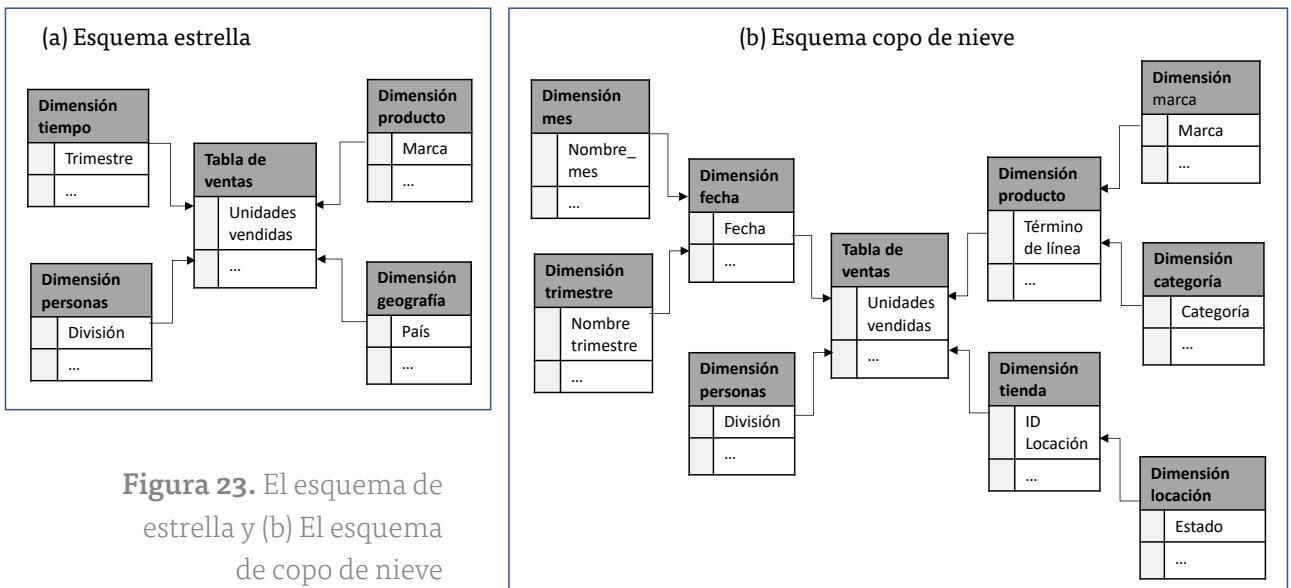 (a) Esquema estrella
Dimensión
tiempo
Trimestre
...
Dimensión
personas
División
...
Tabla de
ventas
Unidades
vendidas
...
Dimensión
producto
Marca
...
Dimensión
geografía
País
...
(b) Esquema copo de nieve
Dimensión
mes
Nombre_
mes
...
Dimensión
trimestre
Nombre
trimestre
...
Dimensión
fecha
Fecha
...
Dimensión
personas
División
...
Tabla de
ventas
Unidades
vendidas
...
Dimensión
producto
Término
de línea
...
Dimensión
tienda
ID
Locación
...
Dimensión
marca
Marca
...
Dimensión
categoría
Categoría
...
Dimensión
locación
Estado
...
Figura 23. El esquema de
estrella y (b) El esquema
de copo de nieve